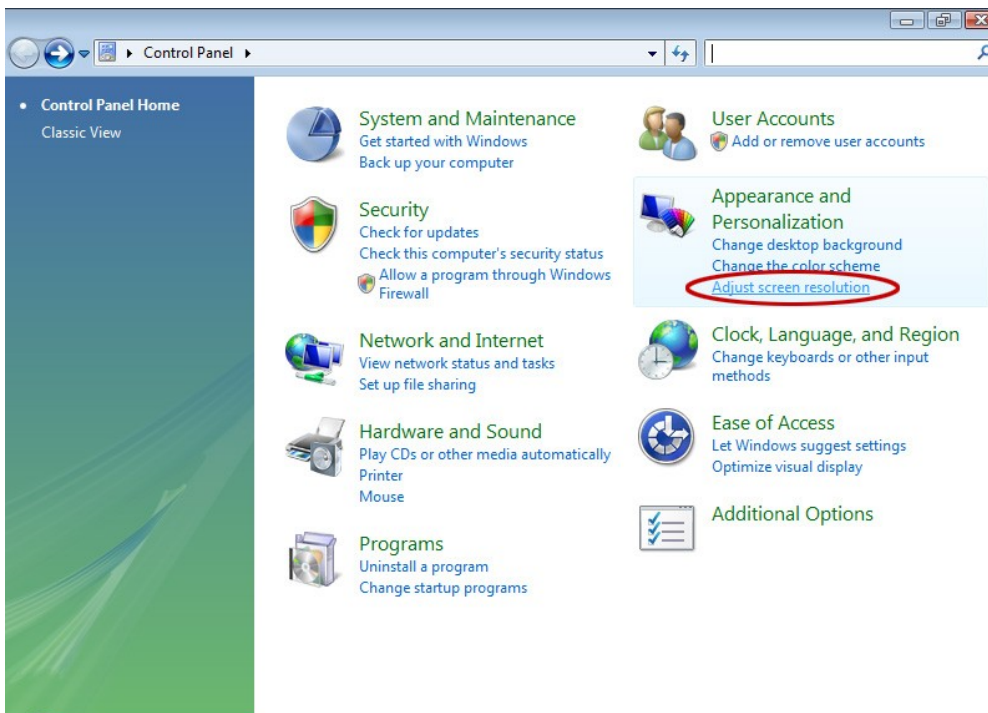 Control Panel
Control Panel Home
Classic View
System and Maintenance
Get started with Windows
Back up your computer
Security
Check for updates
Check this computer's security status
Allow a program through Windows
Firewall
Network and Internet
View network status and tasks
Set up file sharing
Hardware and Sound
Play CDs or other media automatically
Printer
Mouse
Programs
Uninstall a program
Change startup programs
User Accounts
Add or remove user accounts
Appearance and
Personalization
Change desktop background
Change the color scheme
Adjust screen resolution
Clock, Language, and Region
Change keyboards or other input
methods
Ease of Access
Let Windows suggest settings
Optimize visual display
Additional Options